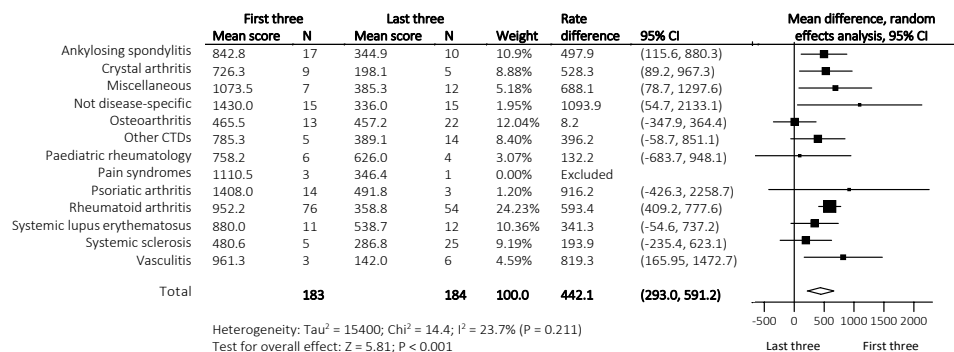 First three Last three Rate Mean difference, random
Mean score N Mean score N Weight difference 95% CI effects analysis, 95% CI
Ankylosing spondylitis 842.8 17 344.9 10 10.9% 497.9 (115.6, 880.3)
Crystal arthritis 726.3 9 198.1 5 8.88% 528.3 (89.2, 967.3)
Miscellaneous 1073.5 7 385.3 12 5.18% 688.1 (78.7, 1297.6)
Not disease-specific 1430.0 15 336.0 15 1.95% 1093.9 (54.7, 2133.1)
Osteoarthritis 465.5 13 457.2 22 12.04% 8.2 (-347.9, 364.4)
Other CTDs 785.3 5 389.1 14 8.40% 396.2 (-58.7, 851.1)
Paediatric rheumatology 758.2 6 626.0 4 3.07% 132.2 (-683.7, 948.1)
Pain syndromes 1110.5 3 346.4 1 0.00% Excluded
Psoriatic arthritis 1408.0 14 491.8 3 1.20% 916.2 (-426.3, 2258.7)
Rheumatoid arthritis 952.2 76 358.8 54 24.23% 593.4 (409.2, 777.6)
Systemic lupus erythematosus 880.0 11 538.7 12 10.36% 341.3 (-54.6, 737.2)
Systemic sclerosis 480.6 5 286.8 25 9.19% 193.9 (-235.4, 623.1)
Vasculitis 961.3 3 142.0 6 4.59% 819.3 (165.95, 1472.7)
Total 183 184 100.0 442.1 (293.0, 591.2)
-500 0 500 1000 1500 2000
Heterogeneity: Tau² = 15400; Chi² = 14.4; I² = 23.7% (P = 0.211)
Test for overall effect: Z = 5.81; P < 0.001
Last three First three